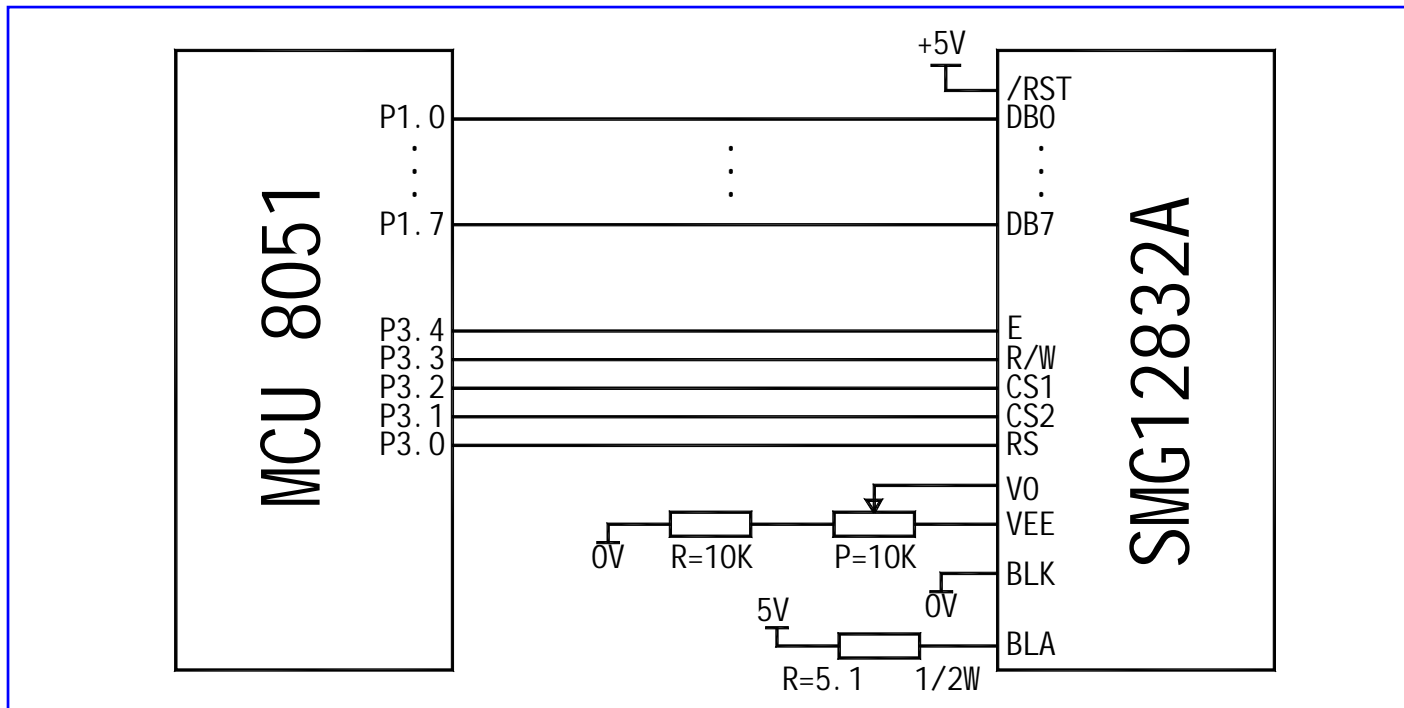 MCU 8051
P1.0
P1.7
P3.4
P3.3
P3.2
P3.1
P3.0
+5V
/RST
DB0
DB7
E
R/W
CS1
CS2
RS
V0
VEE
BLK
BLA
0V
R=10K
P=10K
0V
5V
R=5.1
1/2W
SMG12832A